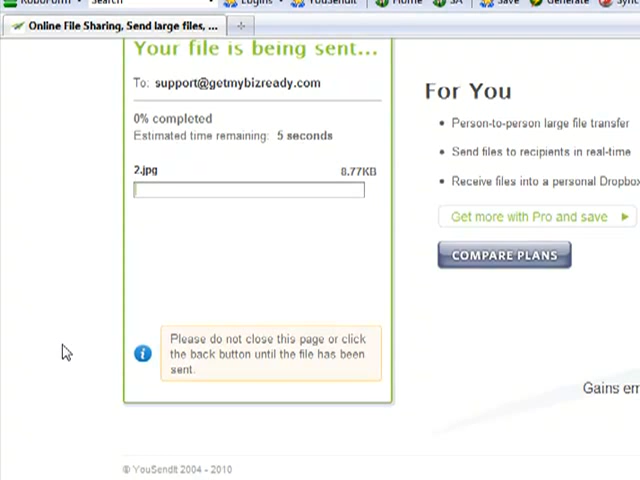 RoboForm Search Logins YouSendIt Home SA Save Generate Sync
Online File Sharing, Send large files, ...
Your file is being sent...
To: support@getmybizready.com
0% completed
Estimated time remaining: 5 seconds
2.jpg 8.77KB
Please do not close this page or click
the back button until the file has been
sent.
For You
Person-to-person large file transfer
Send files to recipients in real-time
Receive files into a personal Dropbox
Get more with Pro and save
COMPARE PLANS
Gains em
© YouSendIt 2004 - 2010